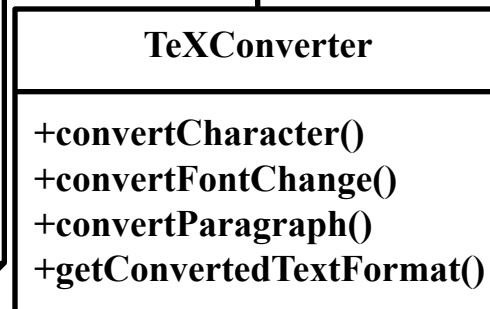 TeXConverter
+convertCharacter()
+convertFontChange()
+convertParagraph()
+getConvertedTextFormat()